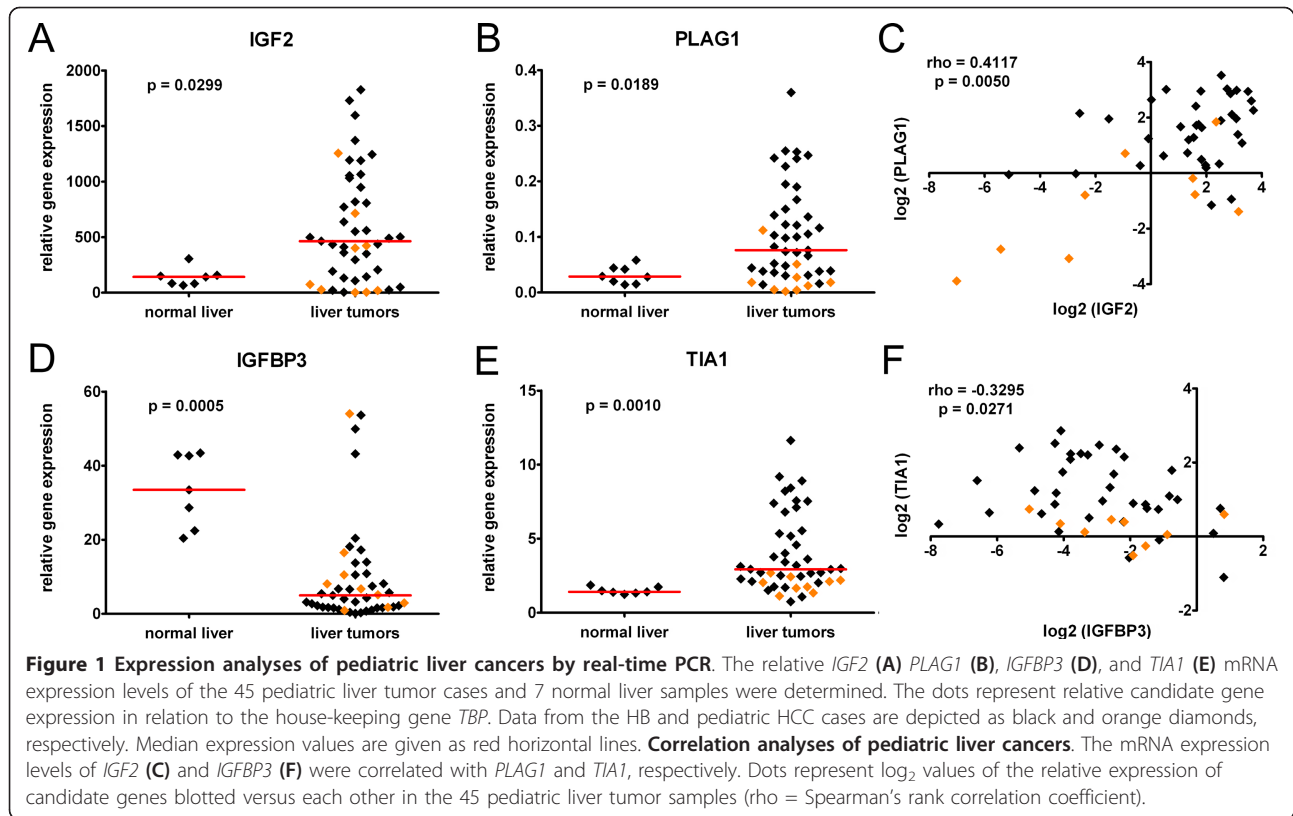 A
IGF2
relative gene expression
2000
1500
1000
500
0
p = 0.0299
normal liver
liver tumors
B
PLAG1
relative gene expression
0.4
0.3
0.2
0.1
0.0
p = 0.0189
normal liver
liver tumors
C
rho = 0.4117
p = 0.0050
log2 (PLAG1)
4
2
-2
-4
-8
-6
-4
-2
2
4
log2 (IGF2)
D
IGFBP3
relative gene expression
60
40
20
0
p = 0.0005
normal liver
liver tumors
E
TIA1
relative gene expression
15
10
5
0
p = 0.0010
normal liver
liver tumors
F
rho = -0.3295
p = 0.0271
log2 (TIA1)
4
2
-2
-8
-6
-4
-2
2
log2 (IGFBP3)
Figure 1 Expression analyses of pediatric liver cancers by real-time PCR. The relative IGF2 (A) PLAG1 (B), IGFBP3 (D), and TIA1 (E) mRNA
expression levels of the 45 pediatric liver tumor cases and 7 normal liver samples were determined. The dots represent relative candidate gene
expression in relation to the house-keeping gene TBP. Data from the HB and pediatric HCC cases are depicted as black and orange diamonds,
respectively. Median expression values are given as red horizontal lines. Correlation analyses of pediatric liver cancers. The mRNA expression
levels of IGF2 (C) and IGFBP3 (F) were correlated with PLAG1 and TIA1, respectively. Dots represent log₂ values of the relative expression of
candidate genes blotted versus each other in the 45 pediatric liver tumor samples (rho = Spearman's rank correlation coefficient).